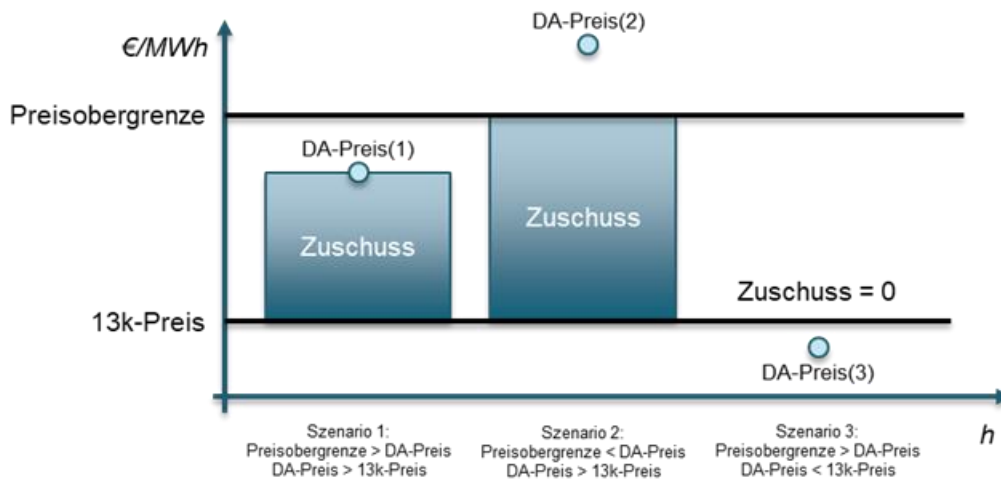 DA-Preis(2)
€/MWh
Preisobergrenze
DA-Preis(1)
Zuschuss
Zuschuss
Zuschuss = 0
13k-Preis
DA-Preis(3)
h
Szenario 1:
Preisobergrenze > DA-Preis
DA-Preis > 13k-Preis
Szenario 2:
Preisobergrenze < DA-Preis
DA-Preis > 13k-Preis
Szenario 3:
Preisobergrenze > DA-Preis
DA-Preis < 13k-Preis